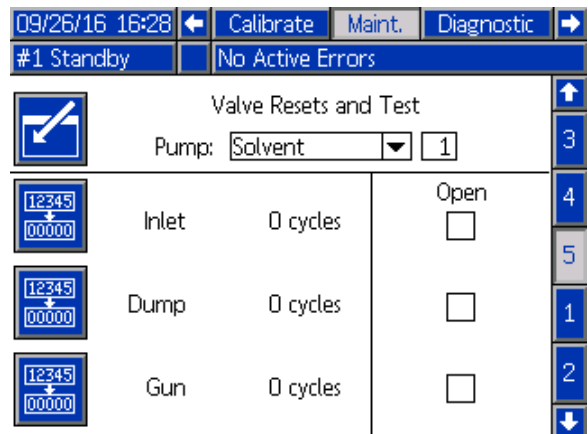 09/26/16 16:28 Calibrate Maint. Diagnostic
#1 Standby No Active Errors
Valve Resets and Test
Pump: Solvent 1
Open
12345
00000
Inlet 0 cycles
12345
00000
Dump 0 cycles
12345
00000
Gun 0 cycles
3
4
5
1
2